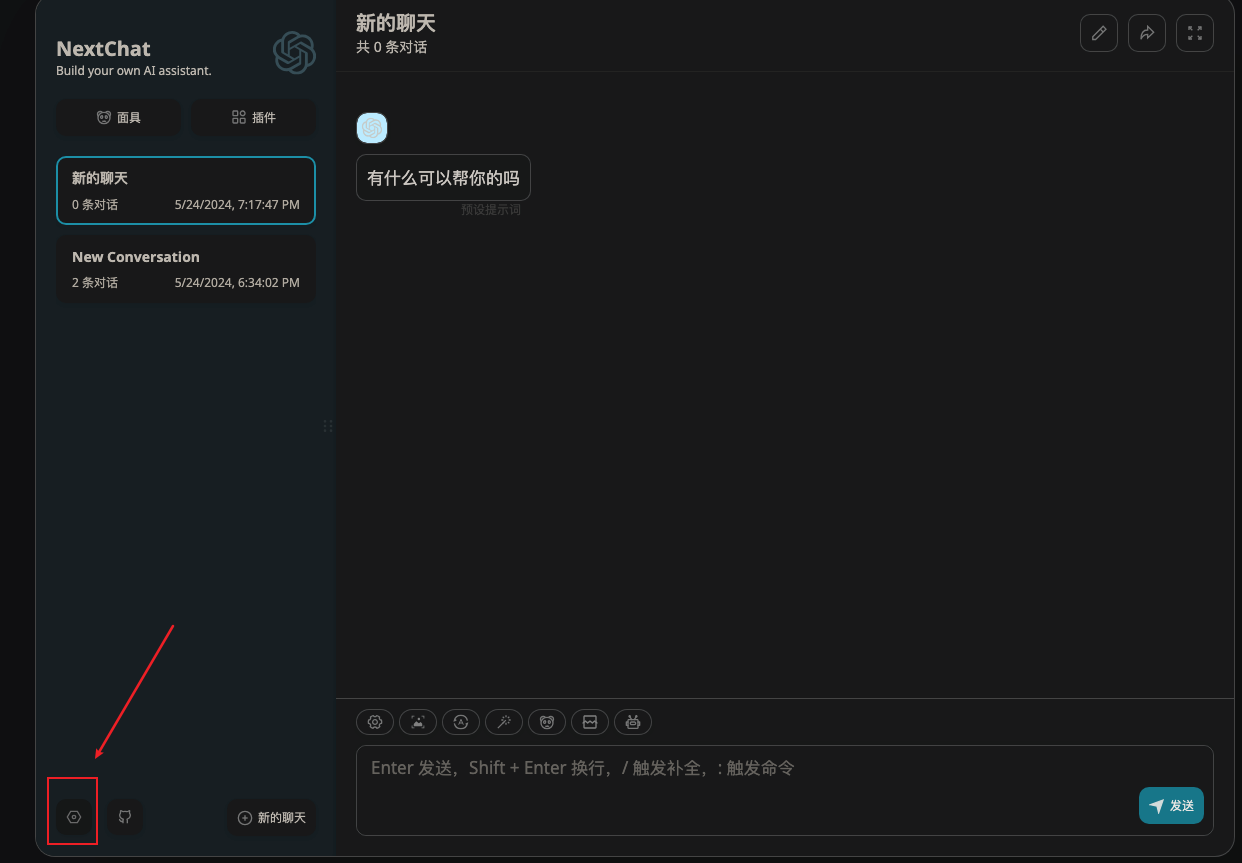 NextChat
Build your own AI assistant.
面具
插件
新的聊天
0 条对话
5/24/2024, 7:17:47 PM
New Conversation
2 条对话
5/24/2024, 6:34:02 PM
新的聊天
新的聊天
共 0 条对话
有什么可以帮你的吗
预设提示词
Enter 发送，Shift + Enter 换行，/ 触发补全，: 触发命令
发送